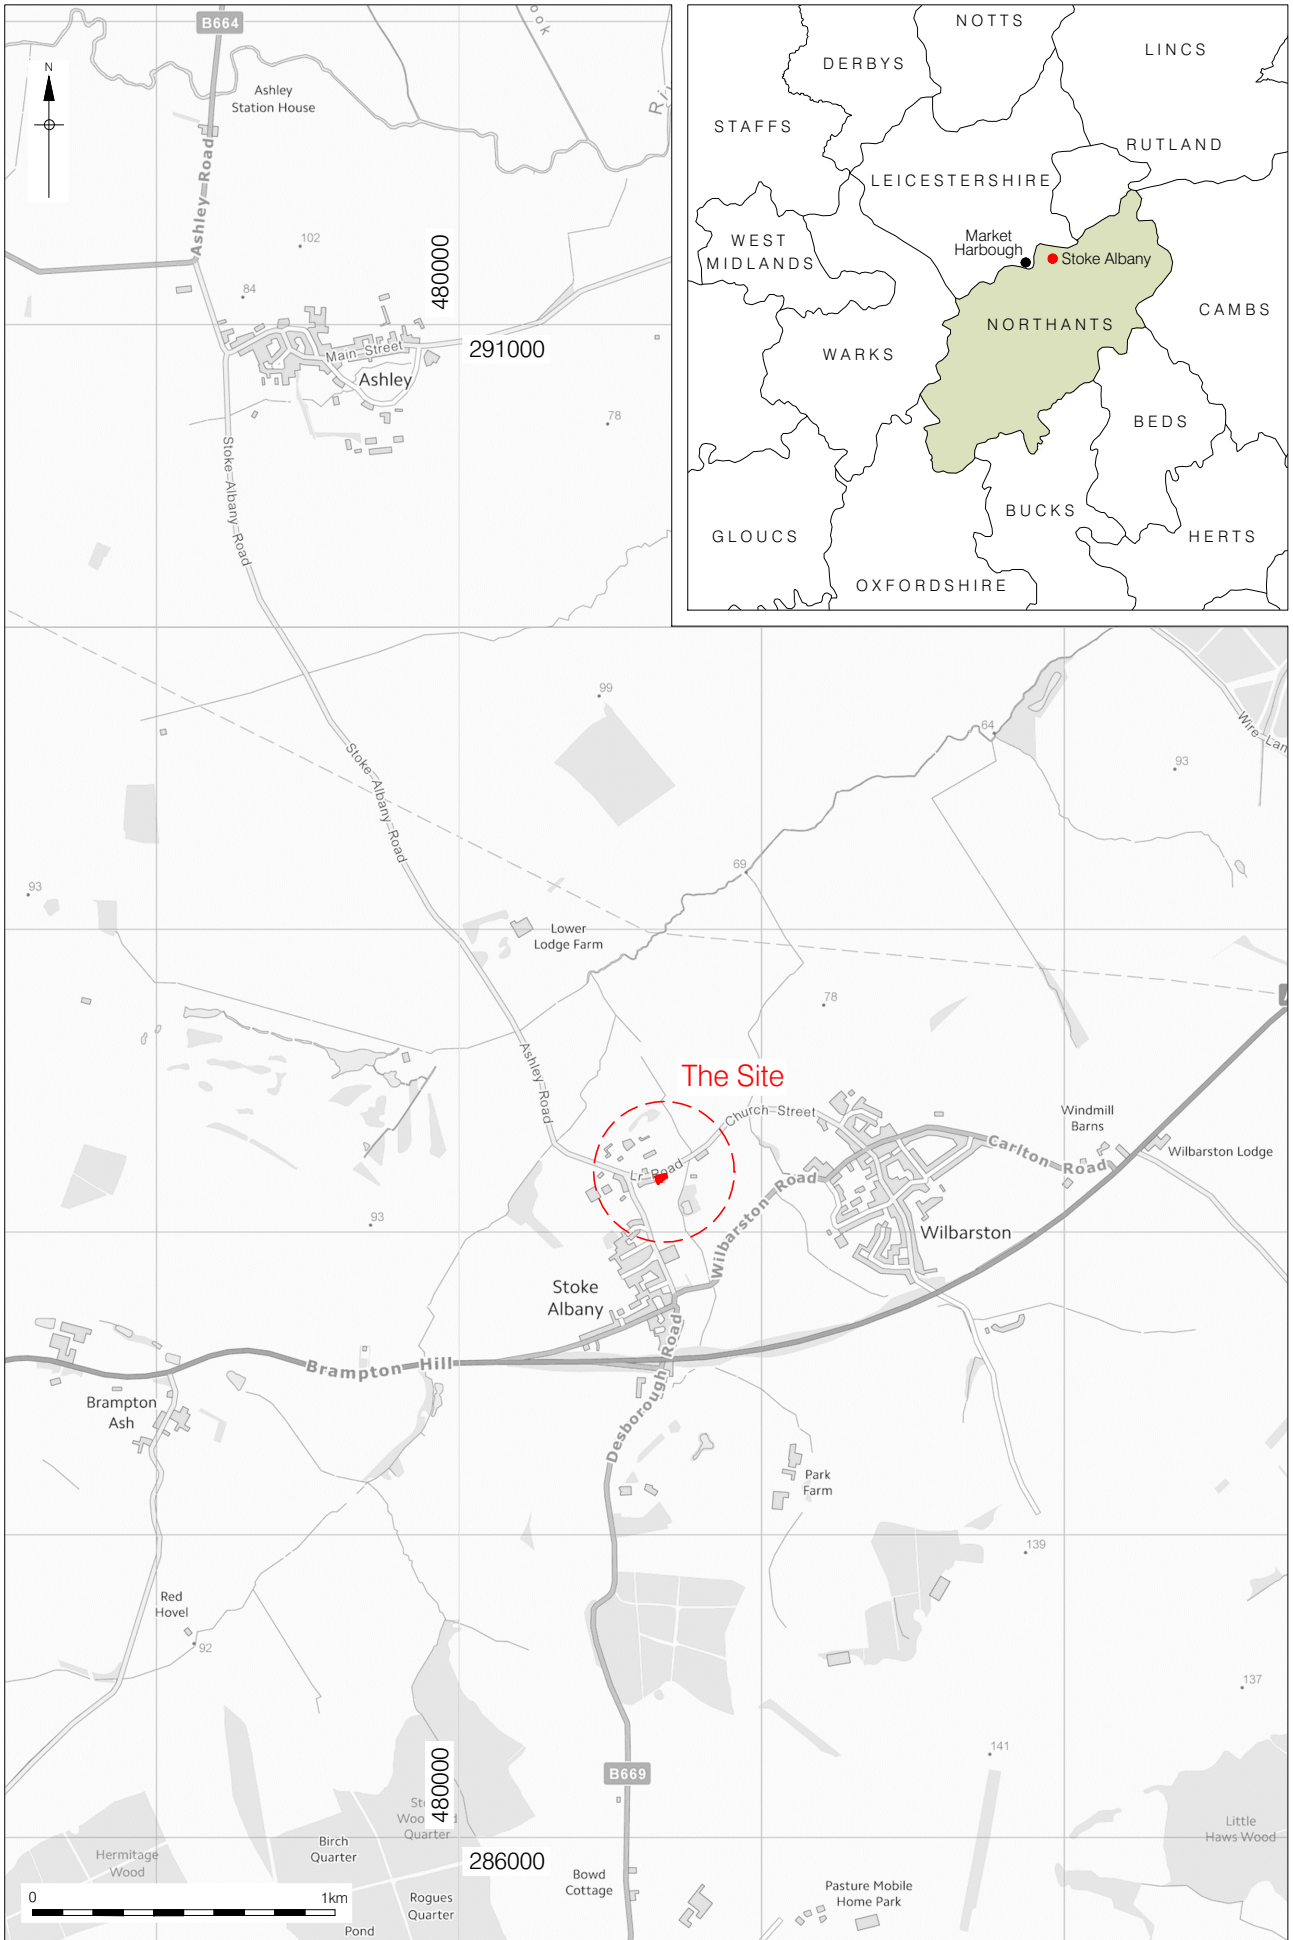 B664
N
Ashley
Station House
Ashley Road
102
84
480000
291000
Main Street
Ashley
78
Stoke Albany Road
NOTTS
DERBYS
LINCS
STAFFS
RUTLAND
LEICESTERSHIRE
WEST
MIDLANDS
Market
Harbough
Stoke Albany
CAMBS
NORTHANTS
WARKS
BEDS
BUCKS
GLOUCS
HERTS
OXFORDSHIRE
99
64
Wire Lan
93
Stoke Albany Road
69
93
Lower
Lodge Farm
78
Ashley Road
The Site
Church Street
Windmill
Barns
Carlton Road
Wilbarston Lodge
Lr Road
Wilbarston Road
93
Wilbarston
Stoke
Albany
Brampton Hill
Desborough Road
Brampton
Ash
Park
Farm
139
Red
Hovel
92
137
141
B669
480000
Quarter
Little
Haws Wood
Hermitage
Wood
Birch
Quarter
286000
Bowd
Cottage
Rogues
Quarter
Pasture Mobile
Home Park
Pond
0 1km